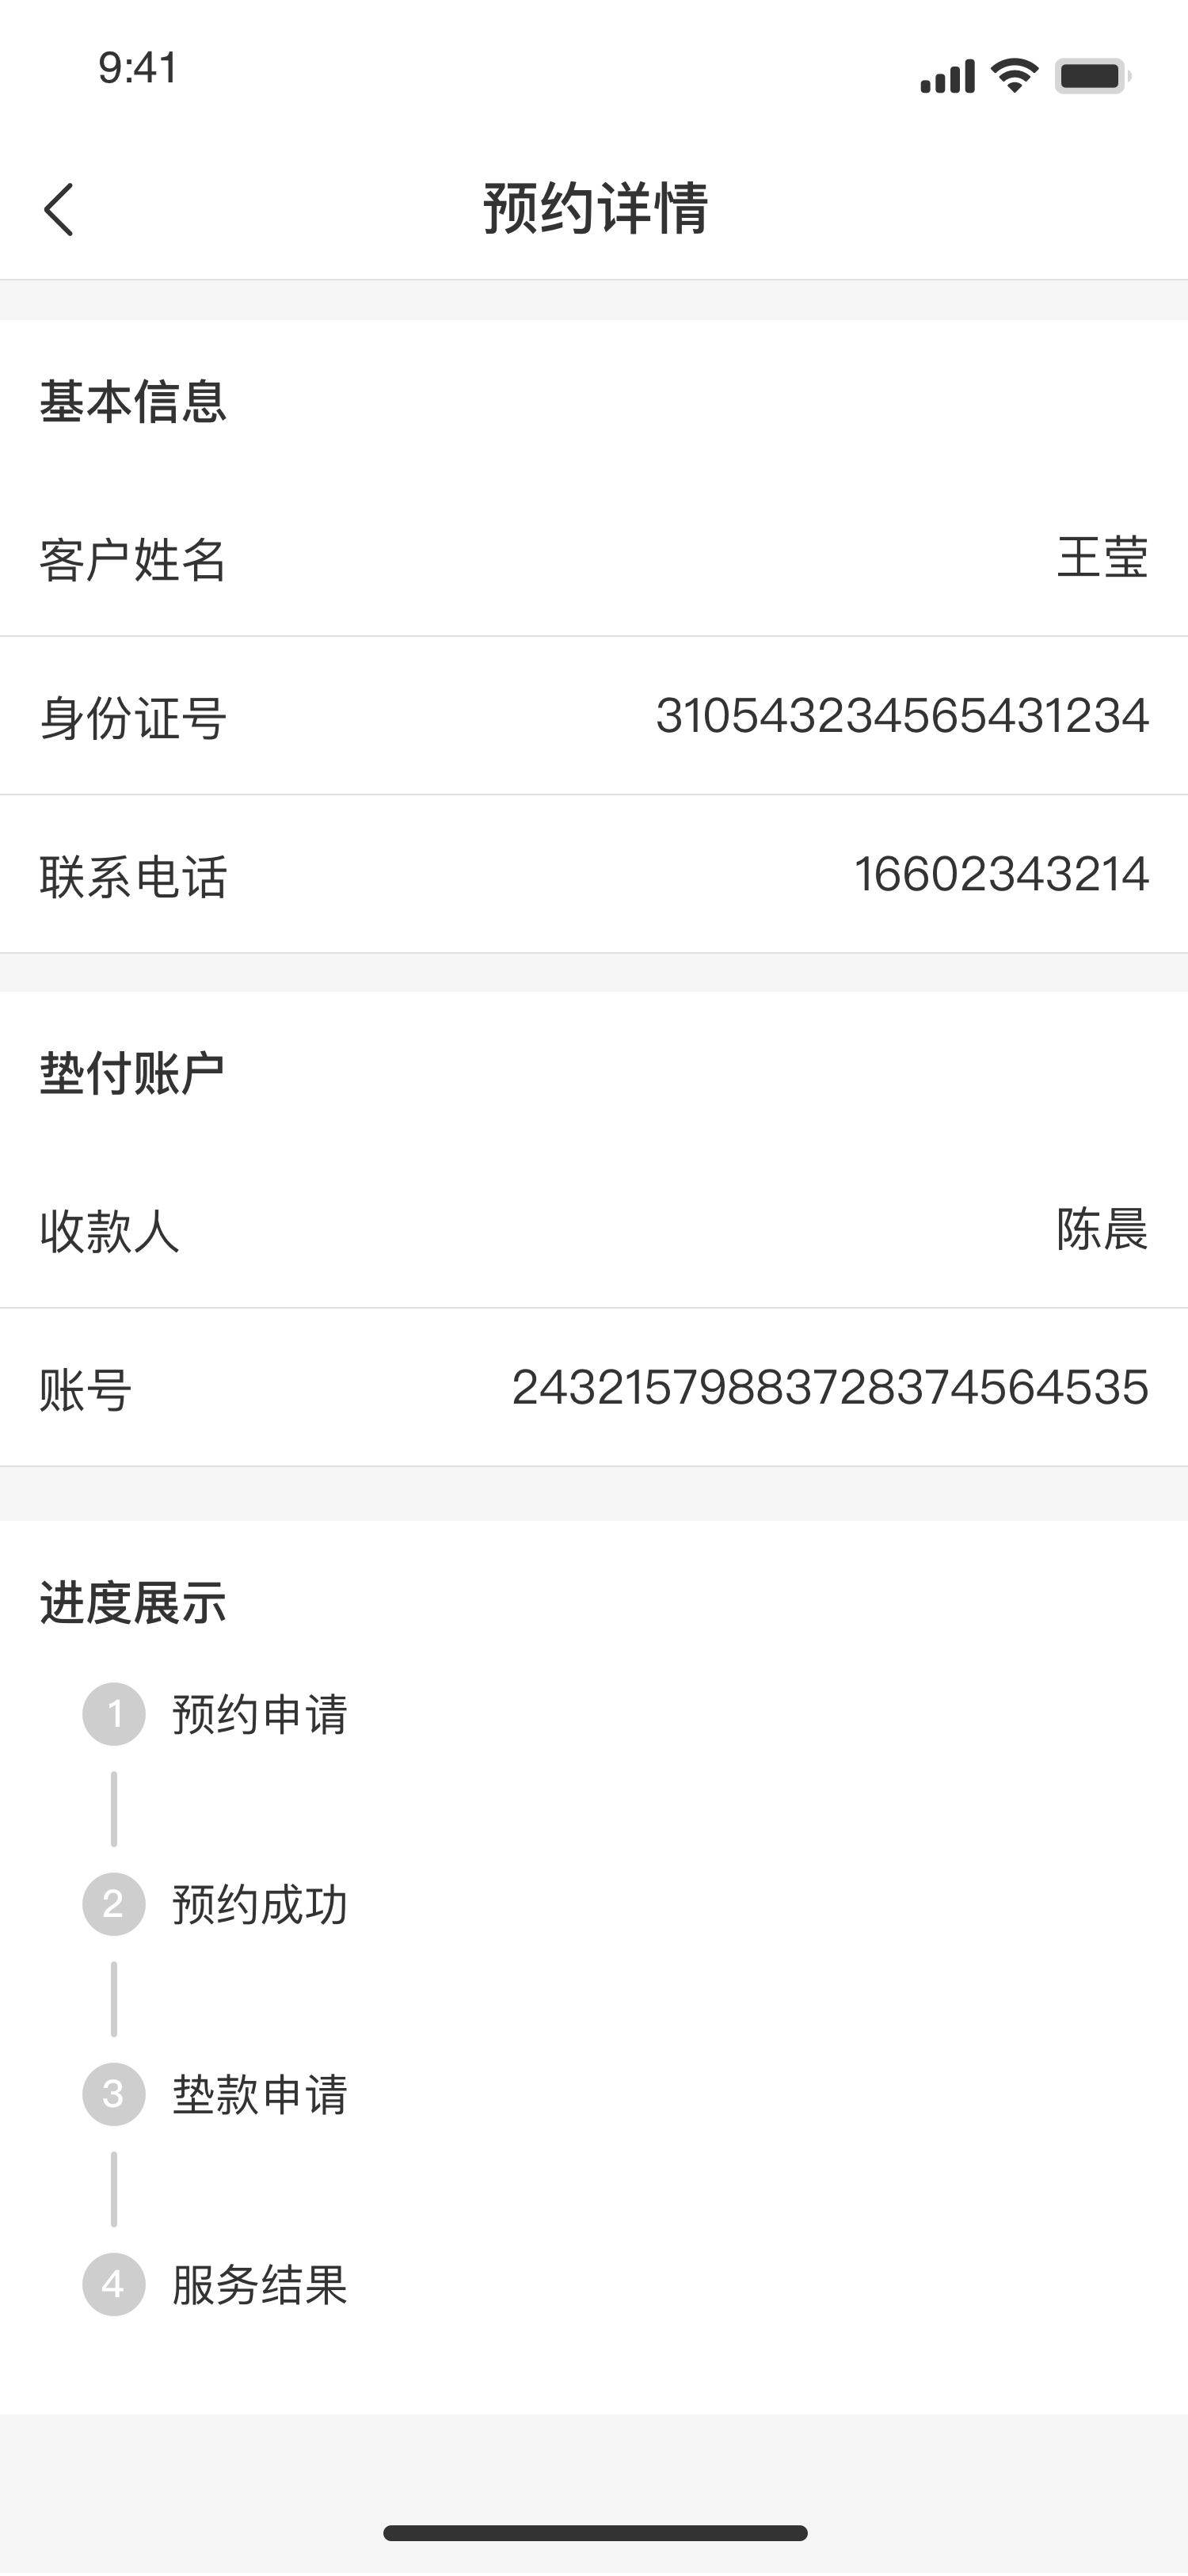 9:41
预约详情
基本信息
客户姓名 王莹
身份证号 310543234565431234
联系电话 16602343214
垫付账户
收款人 陈晨
账号 24321579883728374564535
进度展示
1 预约申请
2 预约成功
3 垫款申请
4 服务结果